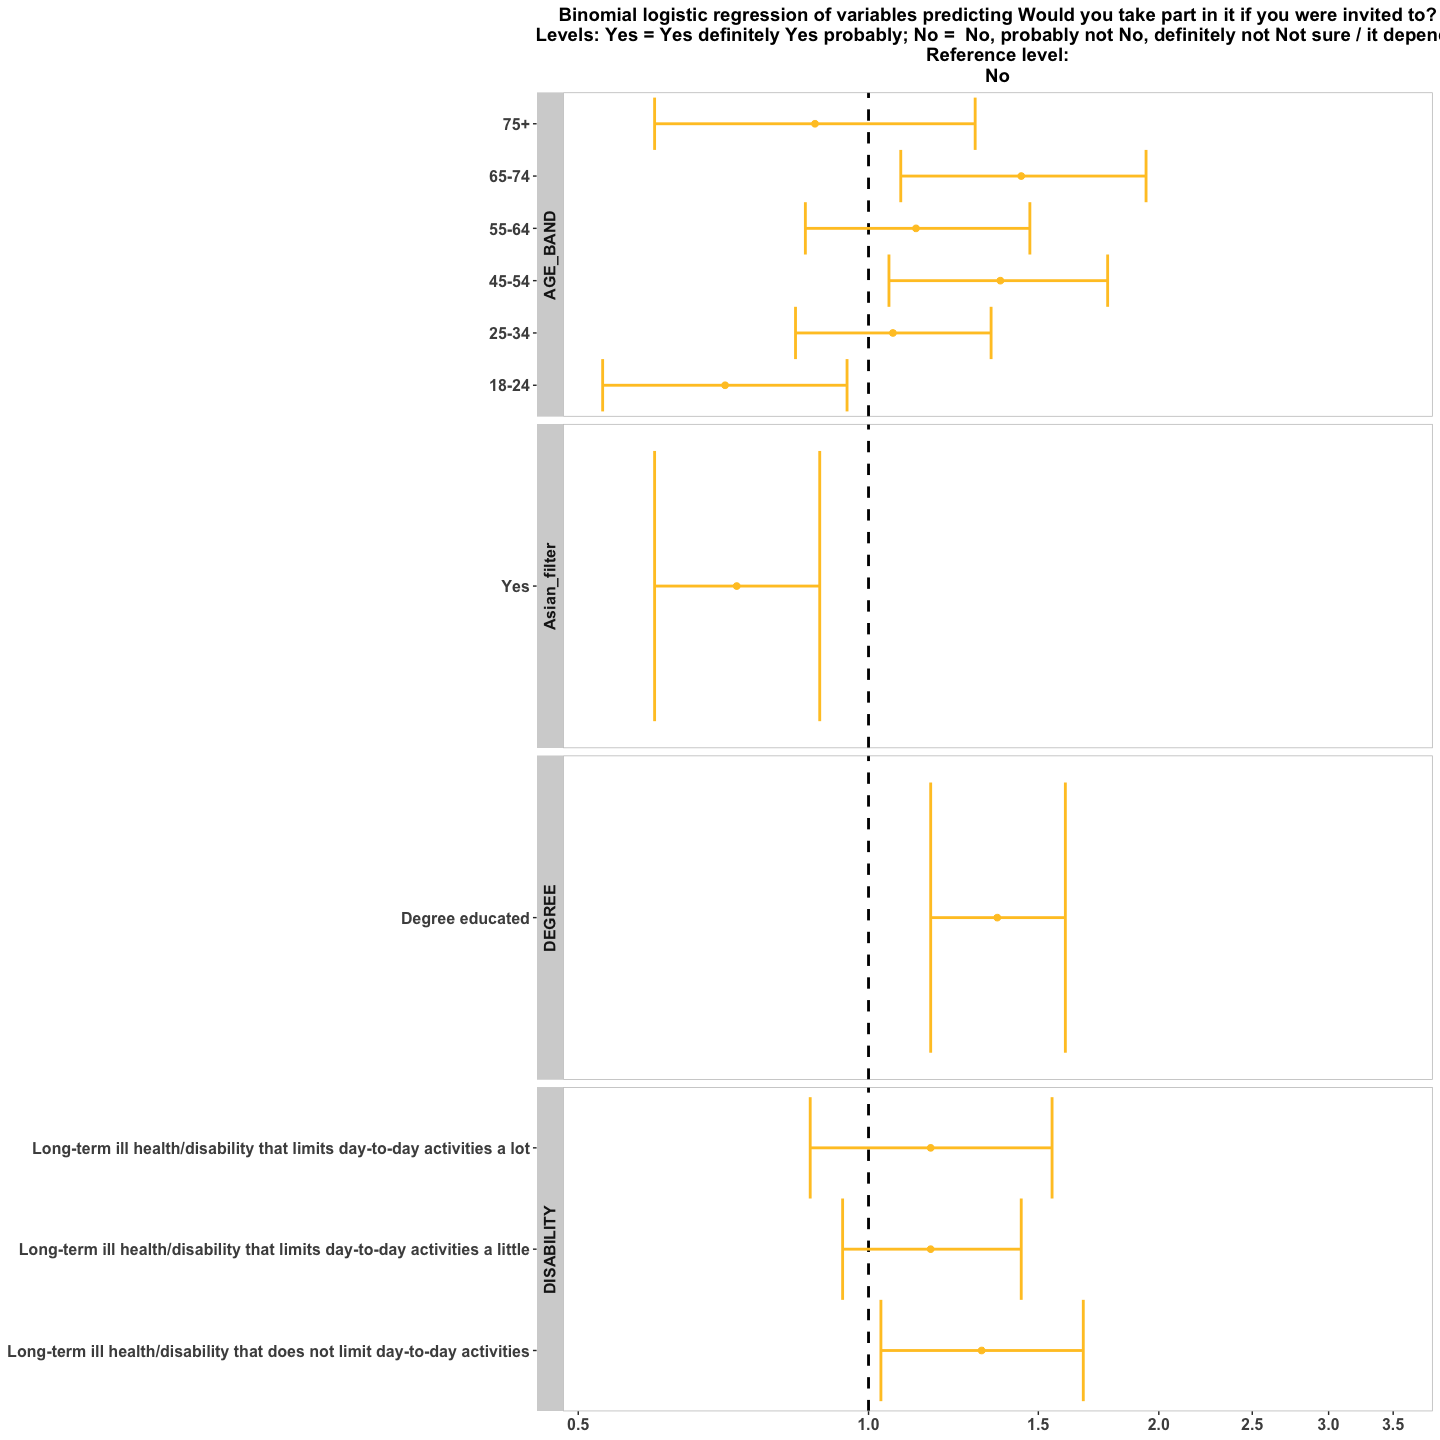 Binomial logistic regression of variables predicting Would you take part in it if you were invited to?
Levels: Yes = Yes definitely Yes probably; No =  No, probably not No, definitely not Not sure / it depen
Reference level:
No
AGE_BAND
75+
65-74
55-64
45-54
25-34
18-24
Asian_filter
Yes
DEGREE
Degree educated
DISABILITY
Long-term ill health/disability that limits day-to-day activities a lot
Long-term ill health/disability that limits day-to-day activities a little
Long-term ill health/disability that does not limit day-to-day activities
0.5 1.0 1.5 2.0 2.5 3.0 3.5